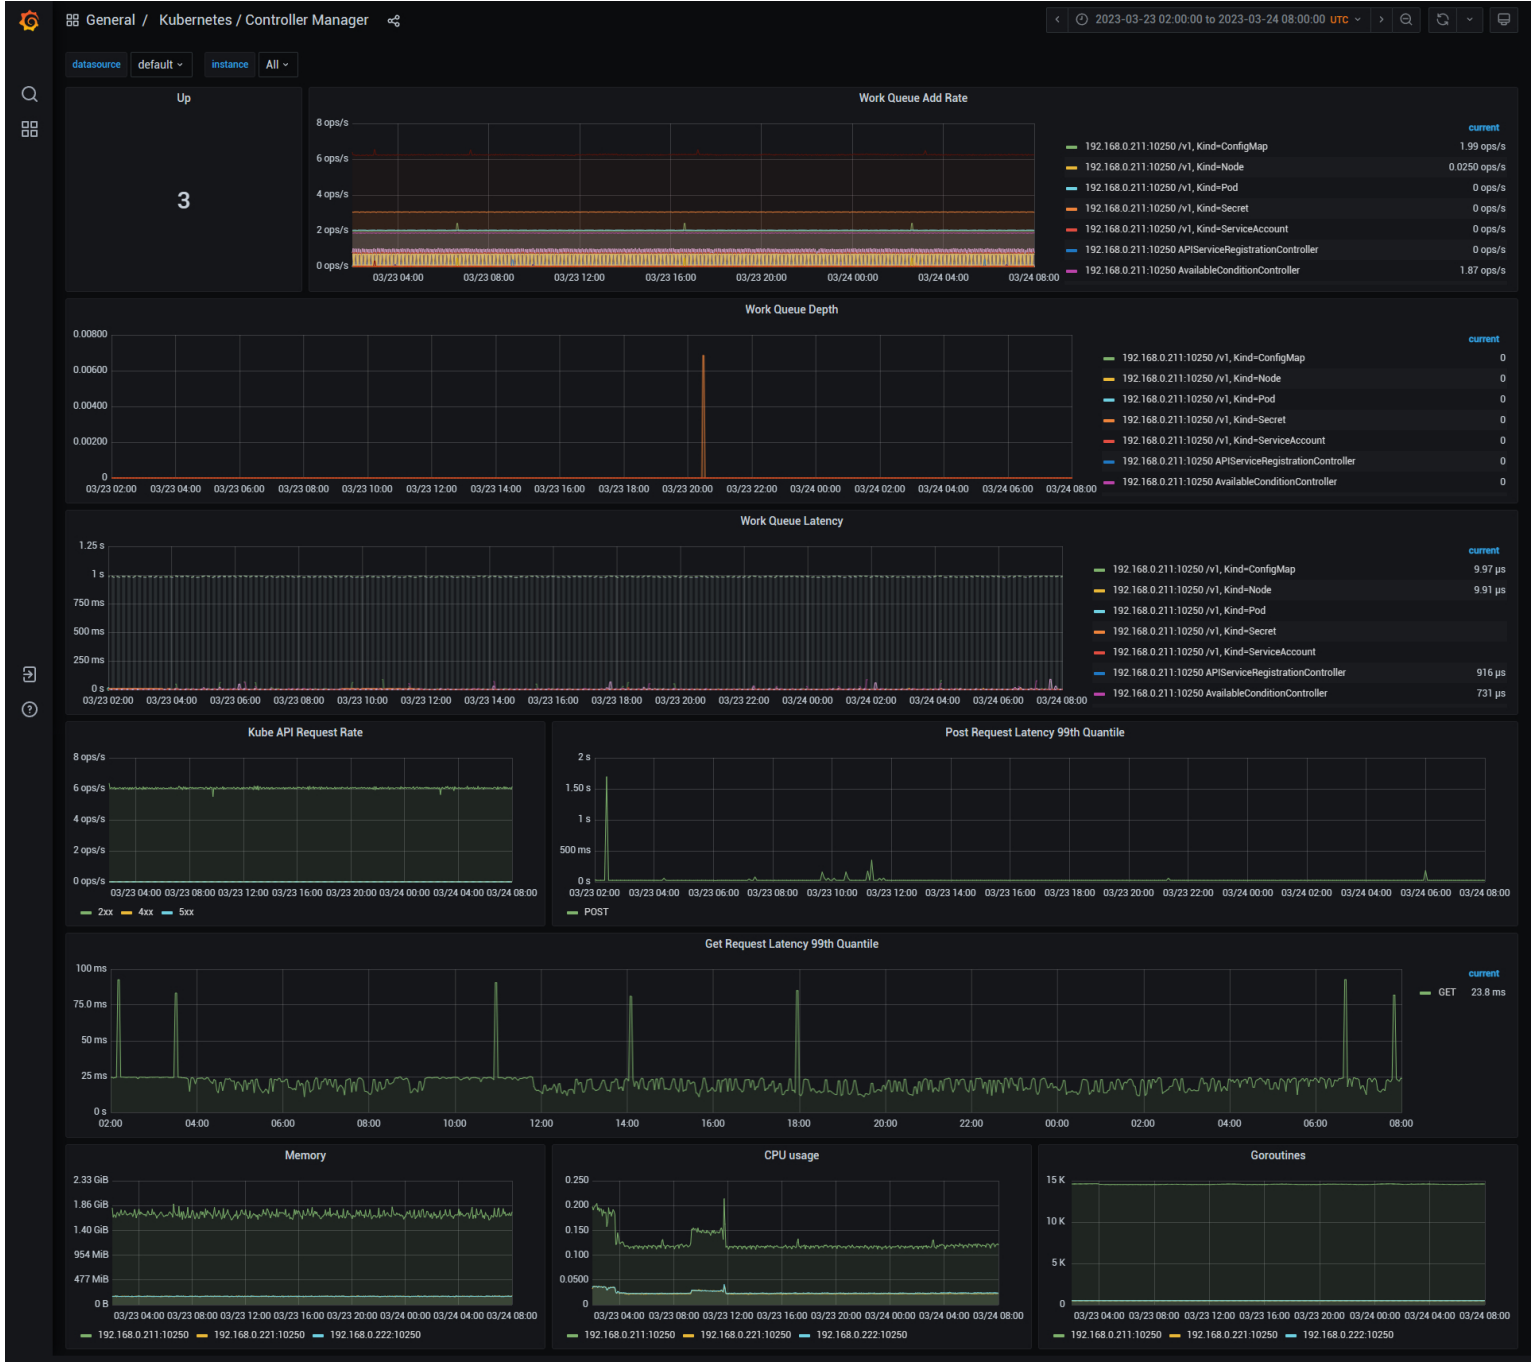 General / Kubernetes / Controller Manager
2023-03-23 02:00:00 to 2023-03-24 08:00:00 UTC
datasource default instance All
Up
3
Work Queue Add Rate
8 ops/s
6 ops/s
4 ops/s
2 ops/s
0 ops/s
03/23 04:00 03/23 08:00 03/23 12:00 03/23 16:00 03/23 20:00 03/24 00:00 03/24 04:00 03/24 08:00
current
192.168.0.211:10250 /v1, Kind=ConfigMap 1.99 ops/s
192.168.0.211:10250 /v1, Kind=Node 0.0250 ops/s
192.168.0.211:10250 /v1, Kind=Pod 0 ops/s
192.168.0.211:10250 /v1, Kind=Secret 0 ops/s
192.168.0.211:10250 /v1, Kind=ServiceAccount 0 ops/s
192.168.0.211:10250 APIServiceRegistrationController 0 ops/s
192.168.0.211:10250 AvailableConditionController 1.87 ops/s
Work Queue Depth
0.00800
0.00600
0.00400
0.00200
0
03/23 02:00 03/23 04:00 03/23 06:00 03/23 08:00 03/23 10:00 03/23 12:00 03/23 14:00 03/23 16:00 03/23 18:00 03/23 20:00 03/23 22:00 03/24 00:00 03/24 02:00 03/24 04:00 03/24 06:00 03/24 08:00
current
192.168.0.211:10250 /v1, Kind=ConfigMap 0
192.168.0.211:10250 /v1, Kind=Node 0
192.168.0.211:10250 /v1, Kind=Pod 0
192.168.0.211:10250 /v1, Kind=Secret 0
192.168.0.211:10250 /v1, Kind=ServiceAccount 0
192.168.0.211:10250 APIServiceRegistrationController 0
192.168.0.211:10250 AvailableConditionController 0
Work Queue Latency
1.25 s
1 s
750 ms
500 ms
250 ms
0 s
03/23 02:00 03/23 04:00 03/23 06:00 03/23 08:00 03/23 10:00 03/23 12:00 03/23 14:00 03/23 16:00 03/23 18:00 03/23 20:00 03/23 22:00 03/24 00:00 03/24 02:00 03/24 04:00 03/24 06:00 03/24 08:00
current
192.168.0.211:10250 /v1, Kind=ConfigMap 9.97 µs
192.168.0.211:10250 /v1, Kind=Node 9.91 µs
192.168.0.211:10250 /v1, Kind=Pod
192.168.0.211:10250 /v1, Kind=Secret
192.168.0.211:10250 /v1, Kind=ServiceAccount
192.168.0.211:10250 APIServiceRegistrationController 916 µs
192.168.0.211:10250 AvailableConditionController 731 µs
Kube API Request Rate
8 ops/s
6 ops/s
4 ops/s
2 ops/s
0 ops/s
03/23 04:00 03/23 08:00 03/23 12:00 03/23 16:00 03/23 20:00 03/24 00:00 03/24 04:00 03/24 08:00
2xx 4xx 5xx
Post Request Latency 99th Quantile
2 s
1.50 s
1 s
500 ms
0 s
03/23 02:00 03/23 04:00 03/23 06:00 03/23 08:00 03/23 10:00 03/23 12:00 03/23 14:00 03/23 16:00 03/23 18:00 03/23 20:00 03/23 22:00 03/24 00:00 03/24 02:00 03/24 04:00 03/24 06:00 03/24 08:00
POST
Get Request Latency 99th Quantile
100 ms
75.0 ms
50 ms
25 ms
0 s
02:00 04:00 06:00 08:00 10:00 12:00 14:00 16:00 18:00 20:00 22:00 00:00 02:00 04:00 06:00 08:00
current
GET 23.8 ms
Memory
2.33 GiB
1.86 GiB
1.40 GiB
954 MiB
477 MiB
0 B
03/23 04:00 03/23 08:00 03/23 12:00 03/23 16:00 03/23 20:00 03/24 00:00 03/24 04:00 03/24 08:00
192.168.0.211:10250 192.168.0.221:10250 192.168.0.222:10250
CPU usage
0.250
0.200
0.150
0.100
0.0500
0
03/23 04:00 03/23 08:00 03/23 12:00 03/23 16:00 03/23 20:00 03/24 00:00 03/24 04:00 03/24 08:00
192.168.0.211:10250 192.168.0.221:10250 192.168.0.222:10250
Goroutines
15 K
10 K
5 K
0
03/23 04:00 03/23 08:00 03/23 12:00 03/23 16:00 03/23 20:00 03/24 00:00 03/24 04:00 03/24 08:00
192.168.0.211:10250 192.168.0.221:10250 192.168.0.222:10250